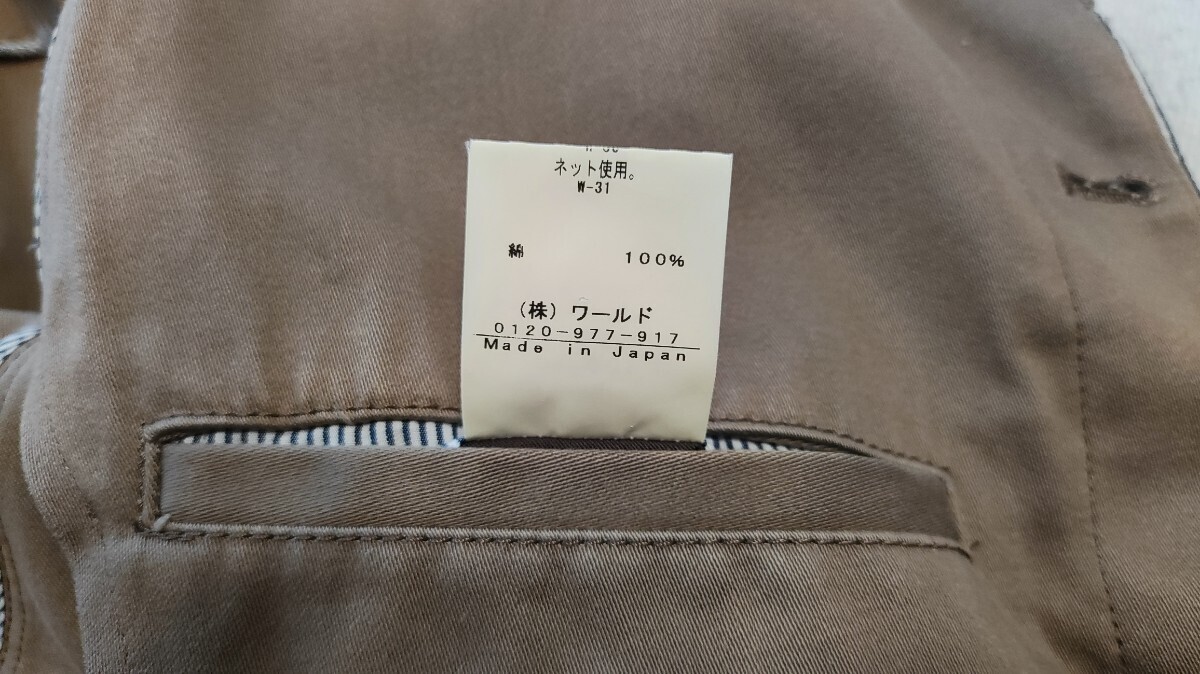 ネット使用。
W-31
綿 100%
(株)ワールド
0120-977-917
Made in Japan